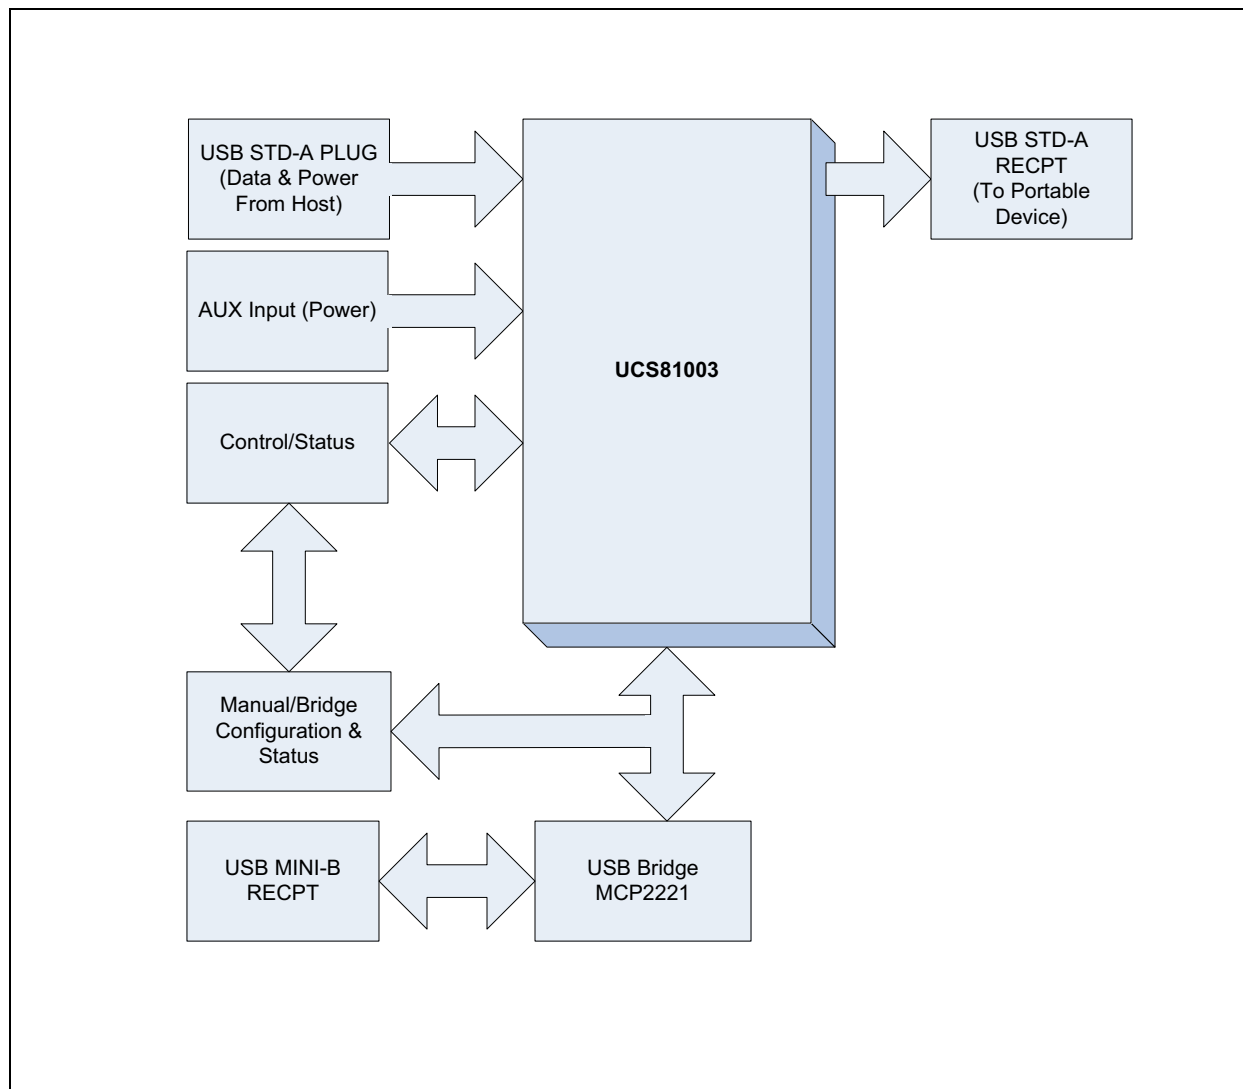 USB STD-A PLUG
(Data & Power
From Host)
USB STD-A
RECPT
(To Portable
Device)
AUX Input (Power)
UCS81003
Control/Status
Manual/Bridge
Configuration &
Status
USB MINI-B
RECPT
USB Bridge
MCP2221